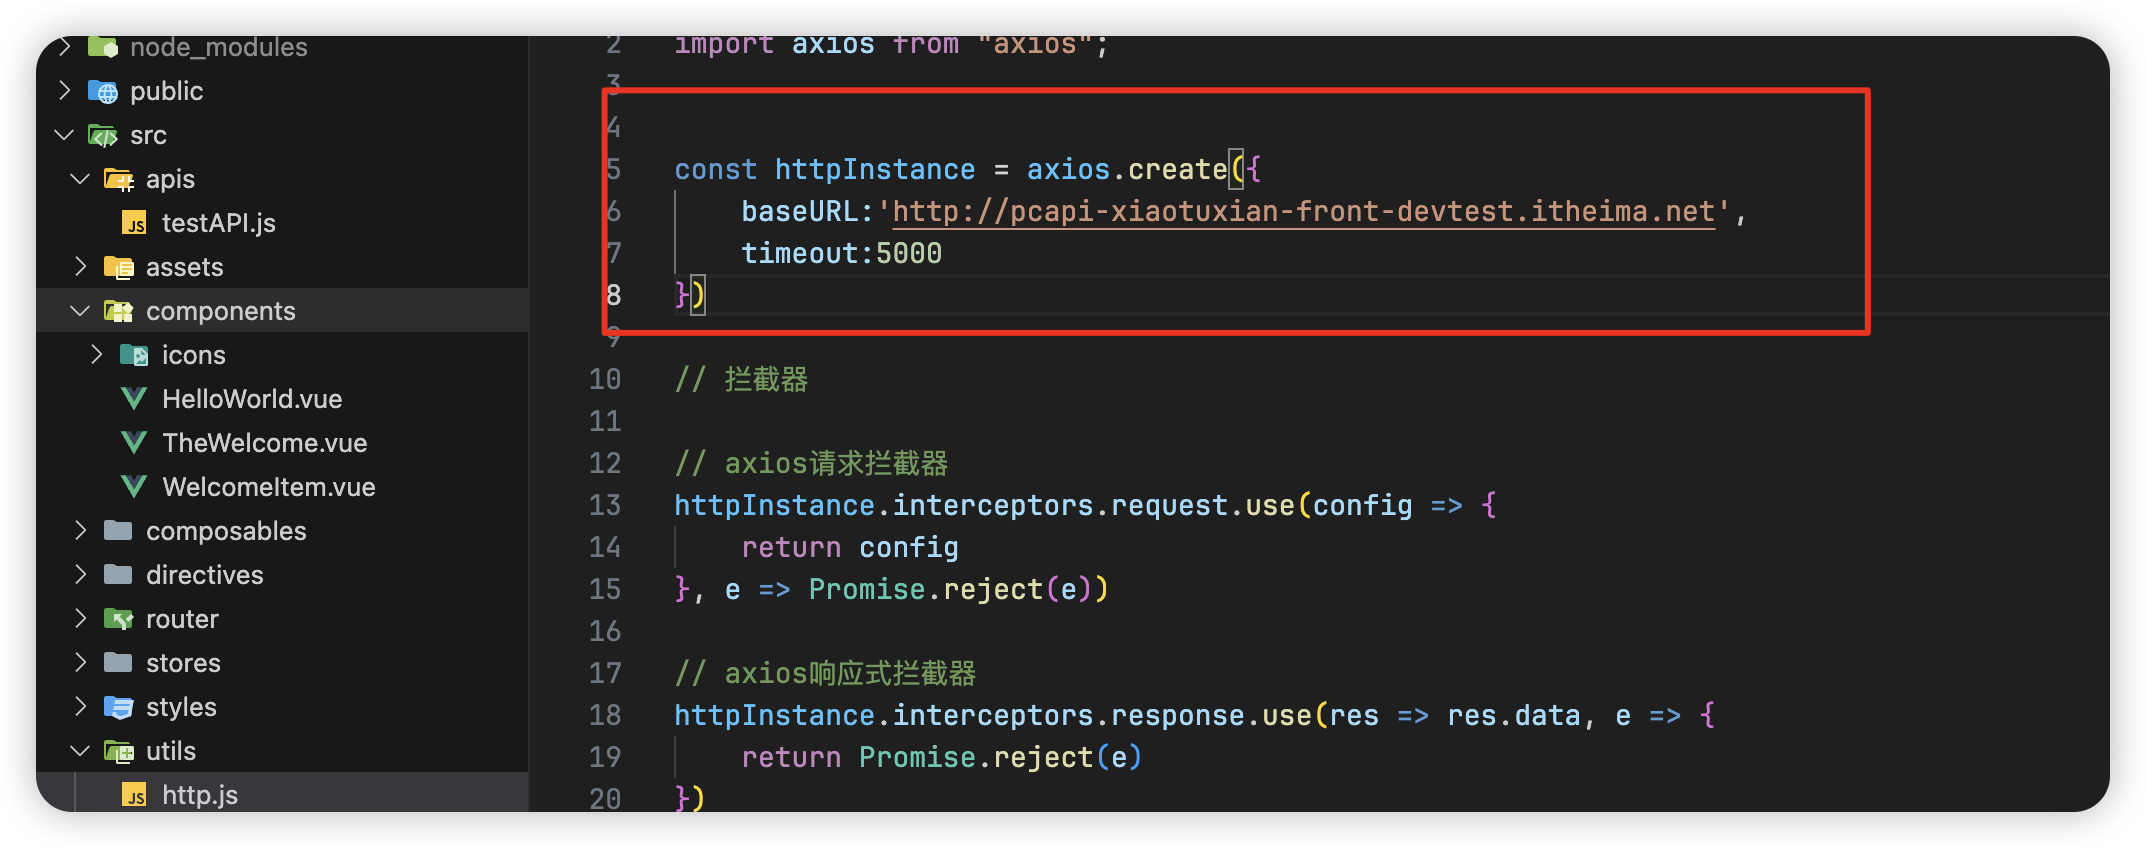 node_modules
public
src
apis
testAPI.js
assets
components
icons
HelloWorld.vue
TheWelcome.vue
WelcomeItem.vue
composables
directives
router
stores
styles
utils
http.js
2 import axios from "axios";
3
4
5 const httpInstance = axios.create({
6 baseURL:'http://pcapi-xiaotuxian-front-devtest.itheima.net',
7 timeout:5000
8 })
9
10 // 拦截器
11
12 // axios请求拦截器
13 httpInstance.interceptors.request.use(config => {
14 return config
15 }, e => Promise.reject(e))
16
17 // axios响应式拦截器
18 httpInstance.interceptors.response.use(res => res.data, e => {
19 return Promise.reject(e)
20 })